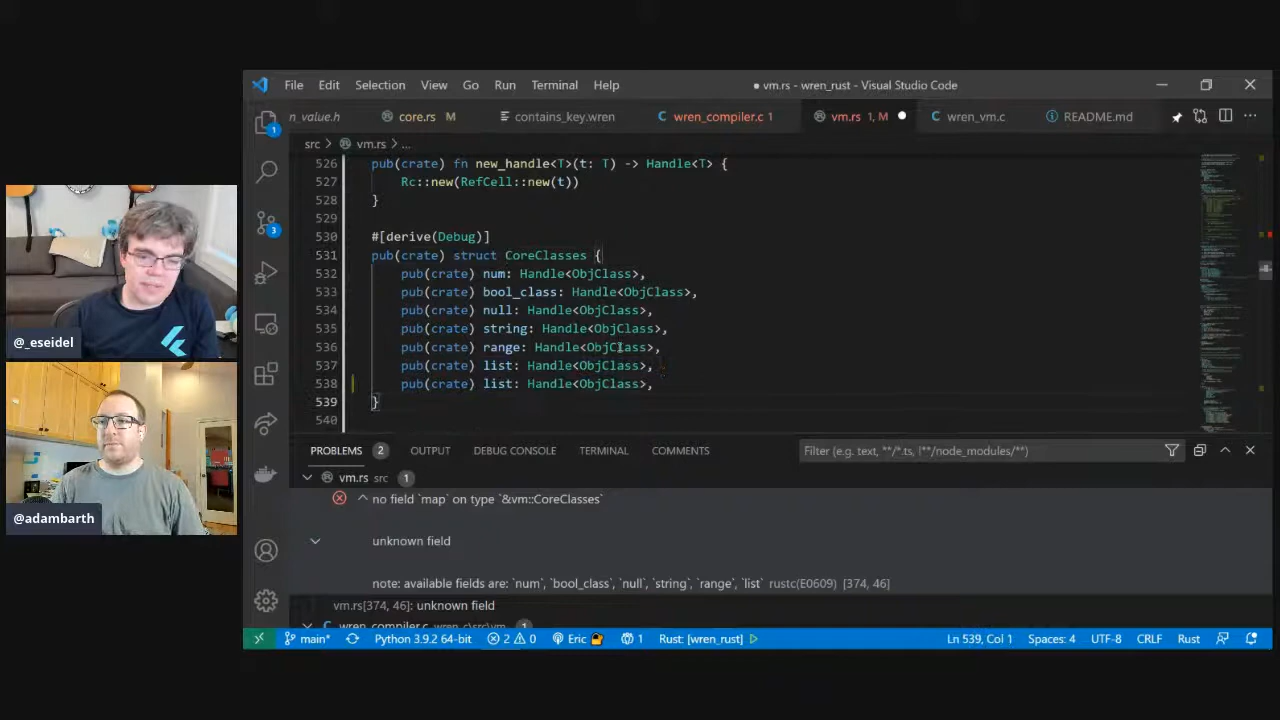 File Edit Selection View Go Run Terminal Help
● vm.rs - wren_rust - Visual Studio Code
n_value.h core.rs M contains_key.wren wren_compiler.c 1 vm.rs 1, M wren_vm.c README.md
src > vm.rs > ...
526 pub(crate) fn new_handle<T>(t: T) -> Handle<T> {
527 Rc::new(RefCell::new(t))
528 }
529
530 #[derive(Debug)]
531 pub(crate) struct CoreClasses {
532 pub(crate) num: Handle<ObjClass>,
533 pub(crate) bool_class: Handle<ObjClass>,
534 pub(crate) null: Handle<ObjClass>,
535 pub(crate) string: Handle<ObjClass>,
536 pub(crate) range: Handle<ObjClass>,
537 pub(crate) list: Handle<ObjClass>,
538 pub(crate) list: Handle<ObjClass>,
539 }
540
1
3
@_eseidel
@adambarth
PROBLEMS 2 OUTPUT DEBUG CONSOLE TERMINAL COMMENTS
Filter (e.g. text, **/*.ts, !**/node_modules/**)
vm.rs src 1
no field `map` on type `&vm::CoreClasses`
unknown field
note: available fields are: `num`, `bool_class`, `null`, `string`, `range`, `list` rustc(E0609) [374, 46]
vm.rs[374, 46]: unknown field
wren_compiler.c wren_c\src\vm 1
main* Python 3.9.2 64-bit 2 0 Eric 1 Rust: [wren_rust] Ln 539, Col 1 Spaces: 4 UTF-8 CRLF Rust